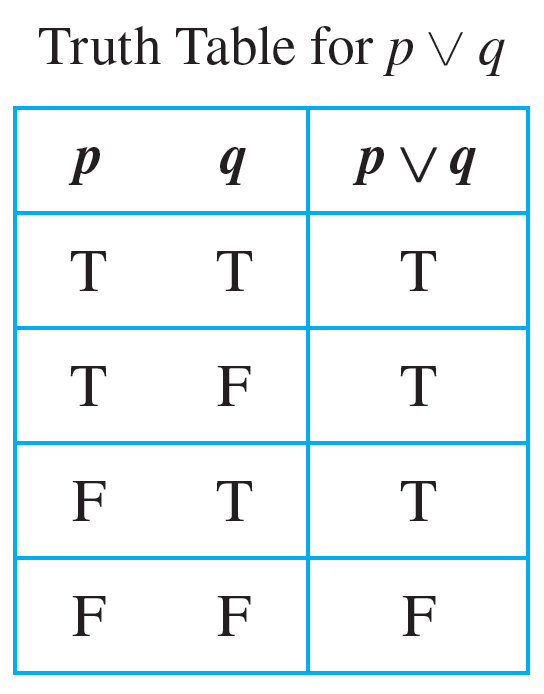 Truth Table for p ∨ q
p q p ∨ q
T T T
T F T
F T T
F F F